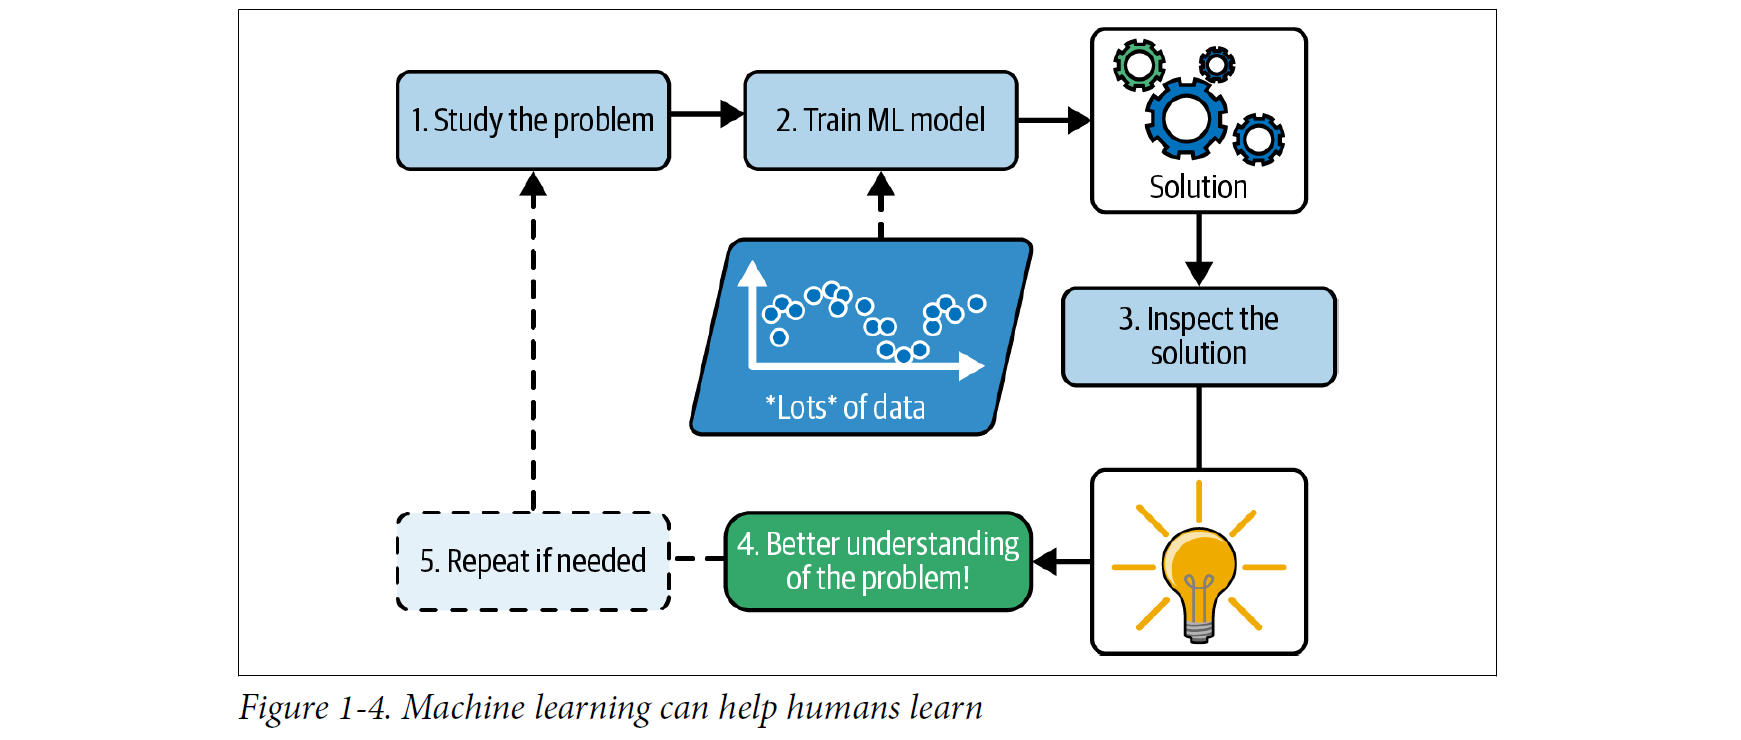 1. Study the problem
2. Train ML model
Solution
*Lots* of data
3. Inspect the
solution
4. Better understanding
of the problem!
5. Repeat if needed
Figure 1-4. Machine learning can help humans learn